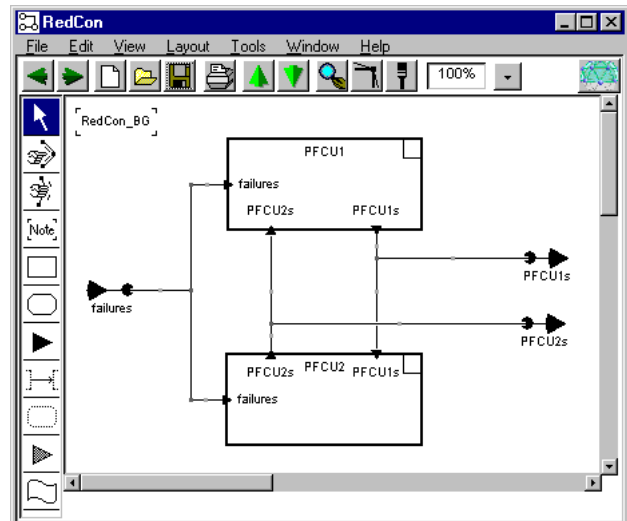 RedCon
File Edit View Layout Tools Window Help
100%
RedCon_BG
Note
PFCU1
failures
PFCU2s PFCU1s
PFCU1s
failures
PFCU2s
PFCU2s PFCU2 PFCU1s
failures